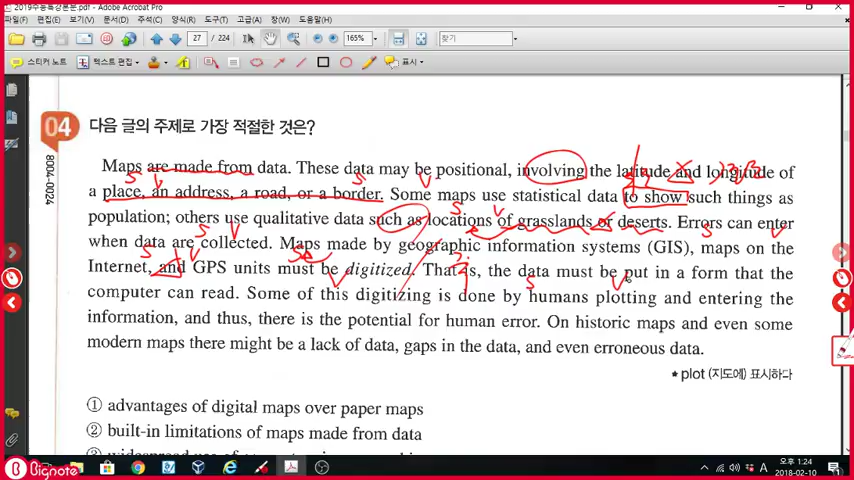 2019수능특강본문.pdf - Adobe Acrobat Pro
파일(F) 편집(E) 보기(V) 문서(D) 주석(C) 양식(R) 도구(T) 고급(A) 창(W) 도움말(H)
27 / 224 165% 찾기
스티커 노트 텍스트 편집 표시
04 다음 글의 주제로 가장 적절한 것은?
8004-0024
Maps are made from data. These data may be positional, involving the latitude and longitude of
a place, an address, a road, or a border. Some maps use statistical data to show such things as
population; others use qualitative data such as locations of grasslands or deserts. Errors can enter
when data are collected. Maps made by geographic information systems (GIS), maps on the
Internet, and GPS units must be digitized. That is, the data must be put in a form that the
computer can read. Some of this digitizing is done by humans plotting and entering the
information, and thus, there is the potential for human error. On historic maps and even some
modern maps there might be a lack of data, gaps in the data, and even erroneous data.
★plot (지도에) 표시하다
① advantages of digital maps over paper maps
② built-in limitations of maps made from data
Bignote
A 오후 1:24
2018-02-10